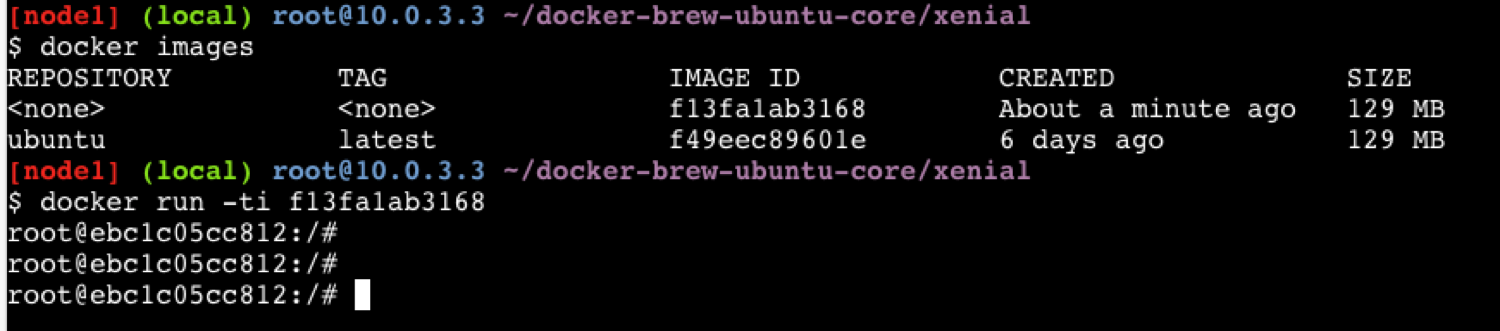 [node1] (local) root@10.0.3.3 ~/docker-brew-ubuntu-core/xenial
$ docker images
REPOSITORY TAG IMAGE ID CREATED SIZE
<none> <none> f13fa1ab3168 About a minute ago 129 MB
ubuntu latest f49eec89601e 6 days ago 129 MB
[node1] (local) root@10.0.3.3 ~/docker-brew-ubuntu-core/xenial
$ docker run -ti f13fa1ab3168
root@ebc1c05cc812:/#
root@ebc1c05cc812:/#
root@ebc1c05cc812:/#